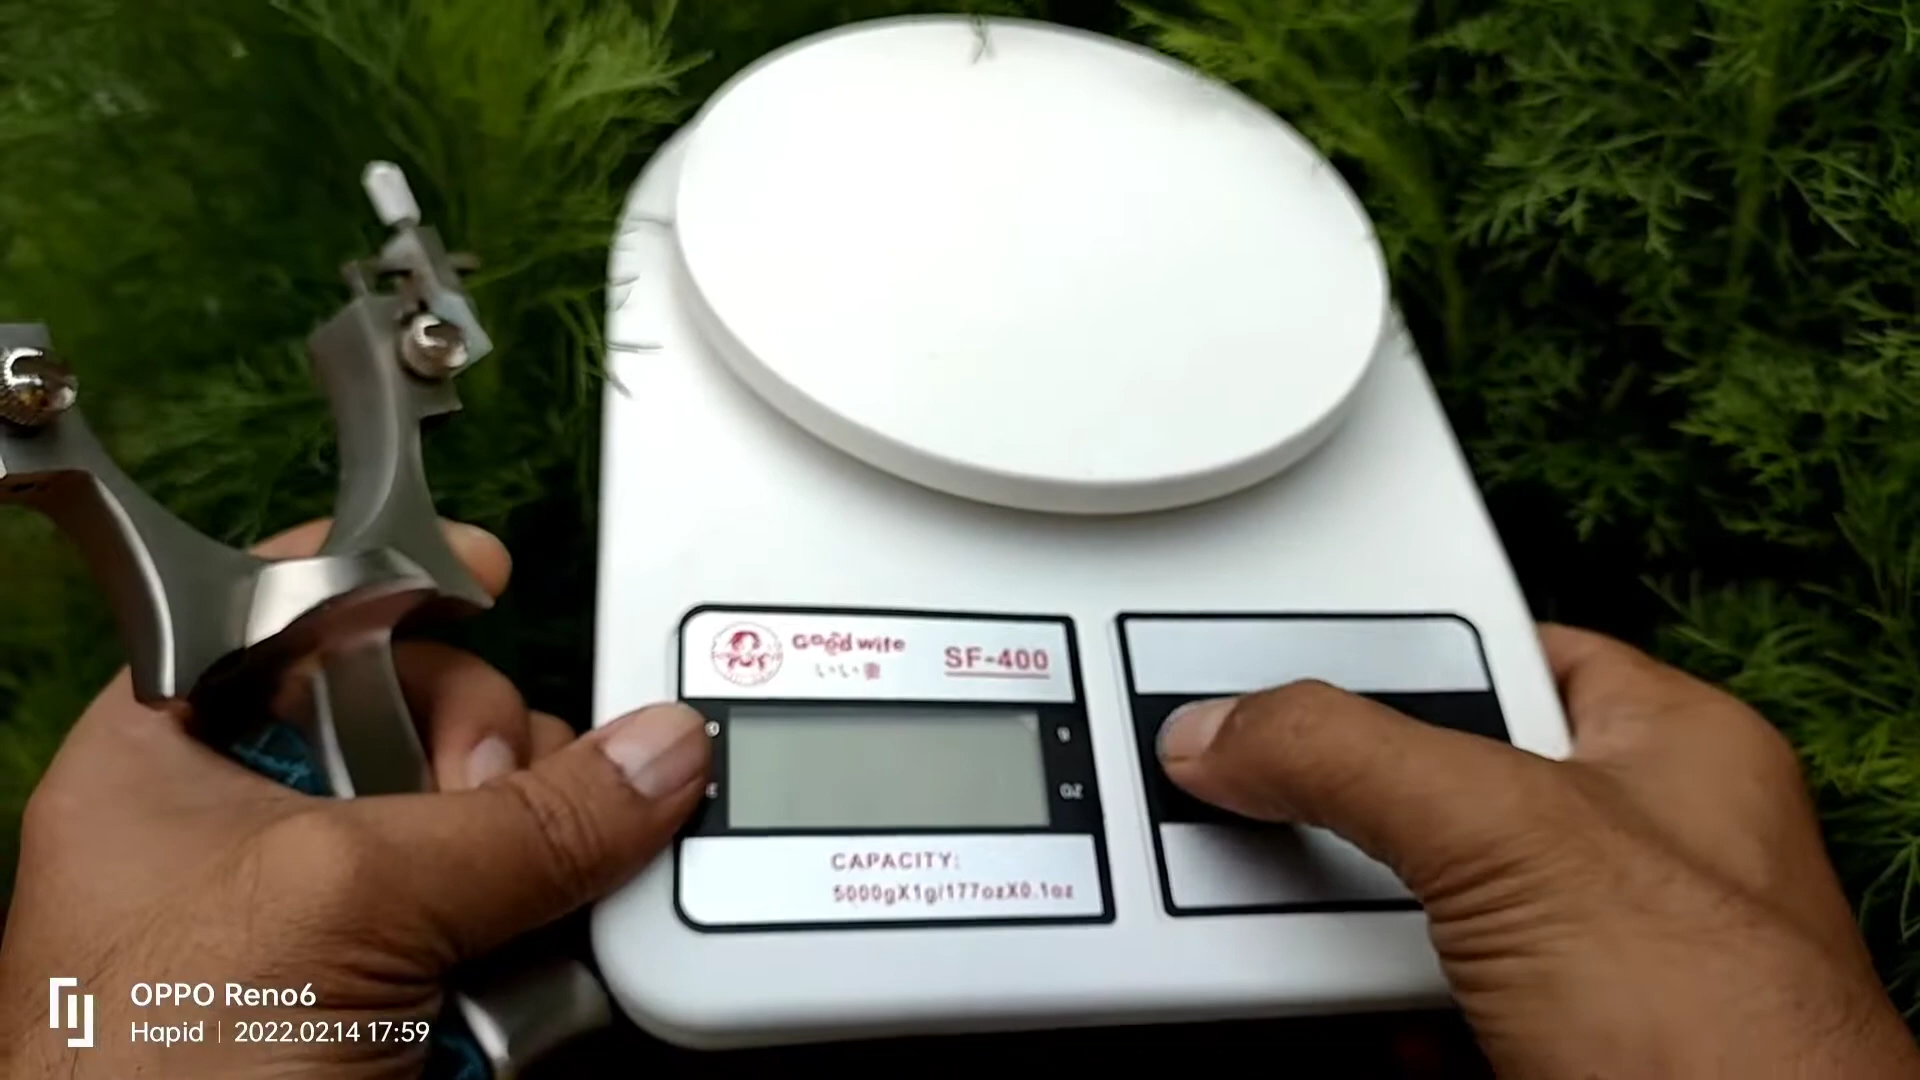 Good wife
いい妻
SF-400
g
oz
CAPACITY:
5000gX1g/177ozX0.1oz
OPPO Reno6
Hapid | 2022.02.14 17:59